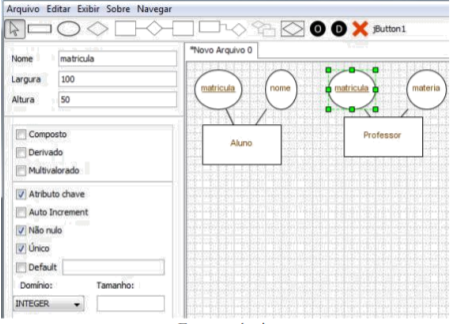 Arquivo Editar Exibir Sobre Navegar
O D jButton1
*Novo Arquivo 0
Nome matricula
Largura 100
Altura 50
Composto
Derivado
Multivalorado
Atributo chave
Auto Increment
Não nulo
Único
Default
Domínio: Tamanho:
INTEGER
matricula nome matricula materia
Aluno Professor